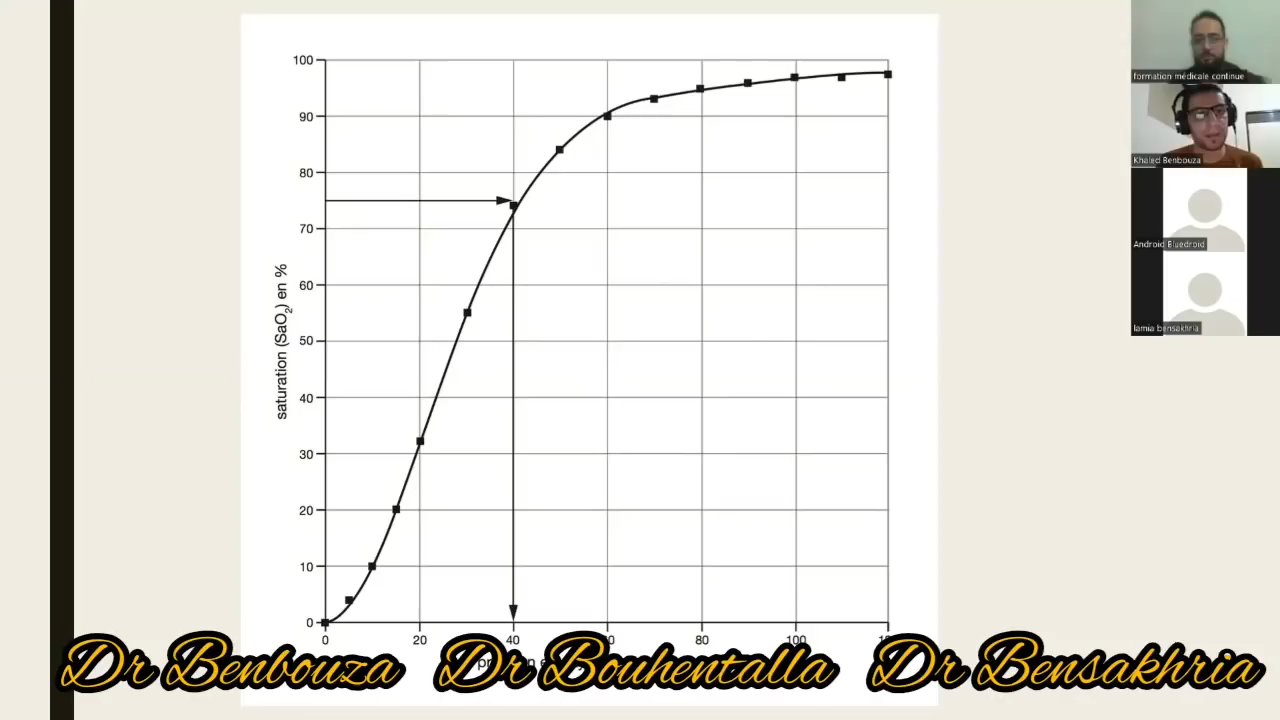 100
90
80
70
60
50
40
30
20
10
0
saturation (SaO2) en %
0 20 40 60 80 100
formation médicale continue
Khaled Benbouza
Android Bluedroid
lamia bensakhria
Dr Benbouza Dr Bouhentalla Dr Bensakhria